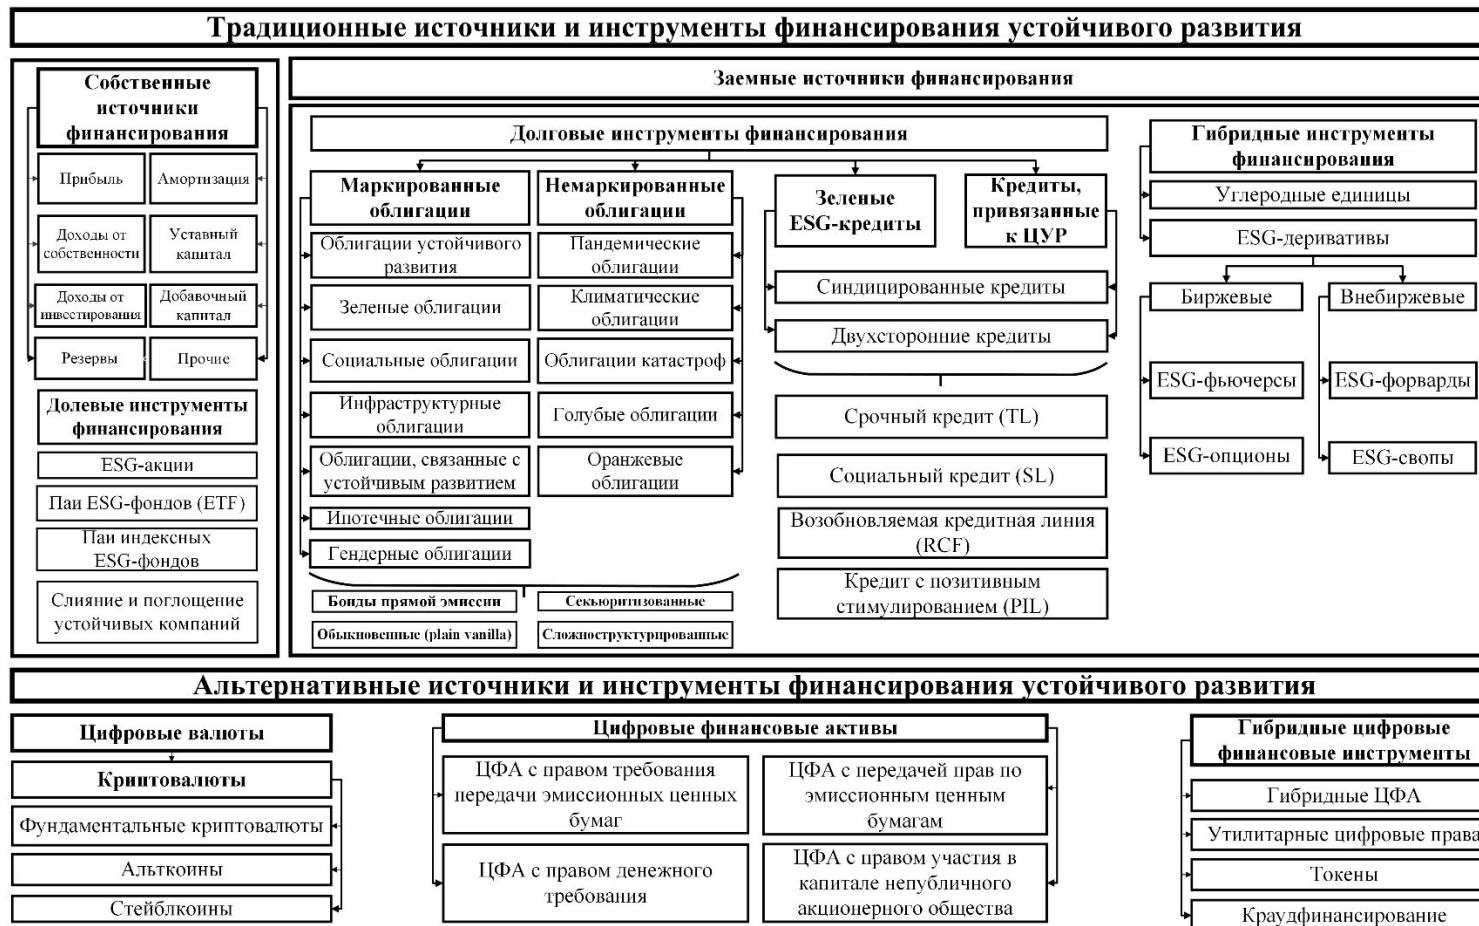 Традиционные источники и инструменты финансирования устойчивого развития
Собственные
источники
финансирования
Прибыль
Амортизация
Доходы от
собственности
Уставный
капитал
Доходы от
инвестирования
Добавочный
капитал
Резервы
Прочие
Долевые инструменты
финансирования
ESG-акции
Паи ESG-фондов (ETF)
Паи индексных
ESG-фондов
Слияние и поглощение
устойчивых компаний
Заемные источники финансирования
Долговые инструменты финансирования
Маркированные
облигации
Облигации устойчивого
развития
Зеленые облигации
Социальные облигации
Инфраструктурные
облигации
Облигации, связанные с
устойчивым развитием
Ипотечные облигации
Гендерные облигации
Немаркированные
облигации
Пандемические
облигации
Климатические
облигации
Облигации катастроф
Голубые облигации
Оранжевые
облигации
Бонды прямой эмиссии
Секьюритизованные
Обыкновенные (plain vanilla)
Сложноструктурированные
Зеленые
ESG-кредиты
Кредиты,
привязанные
к ЦУР
Синдицированные кредиты
Двухсторонние кредиты
Срочный кредит (TL)
Социальный кредит (SL)
Возобновляемая кредитная линия
(RCF)
Кредит с позитивным
стимулированием (PIL)
Гибридные инструменты
финансирования
Углеродные единицы
ESG-деривативы
Биржевые
Внебиржевые
ESG-фьючерсы
ESG-форварды
ESG-опционы
ESG-свопы
Альтернативные источники и инструменты финансирования устойчивого развития
Цифровые валюты
Криптовалюты
Фундаментальные криптовалюты
Альткоины
Стейблкоины
Цифровые финансовые активы
ЦФА с правом требования
передачи эмиссионных ценных
бумаг
ЦФА с передачей прав по
эмиссионным ценным
бумагам
ЦФА с правом денежного
требования
ЦФА с правом участия в
капитале непубличного
акционерного общества
Гибридные цифровые
финансовые инструменты
Гибридные ЦФА
Утилитарные цифровые права
Токены
Краудфинансирование